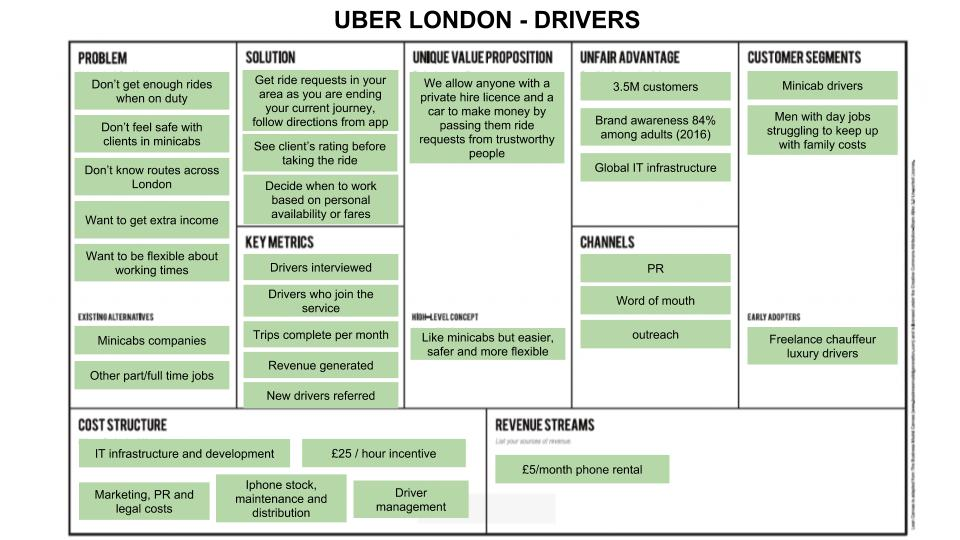 UBER LONDON - DRIVERS
PROBLEM
Don't get enough rides
when on duty
Don't feel safe with
clients in minicabs
Don't know routes across
London
Want to get extra income
Want to be flexible about
working times
EXISTING ALTERNATIVES
Minicabs companies
Other part/full time jobs
SOLUTION
Get ride requests in your
area as you are ending
your current journey,
follow directions from app
See client's rating before
taking the ride
Decide when to work
based on personal
availability or fares
KEY METRICS
Drivers interviewed
Drivers who join the
service
Trips complete per month
Revenue generated
New drivers referred
UNIQUE VALUE PROPOSITION
We allow anyone with a
private hire licence and a
car to make money by
passing them ride
requests from trustworthy
people
HIGH-LEVEL CONCEPT
Like minicabs but easier,
safer and more flexible
UNFAIR ADVANTAGE
3.5M customers
Brand awareness 84%
among adults (2016)
Global IT infrastructure
CHANNELS
PR
Word of mouth
outreach
CUSTOMER SEGMENTS
Minicab drivers
Men with day jobs
struggling to keep up
with family costs
EARLY ADOPTERS
Freelance chauffeur
luxury drivers
COST STRUCTURE
IT infrastructure and development
£25 / hour incentive
Marketing, PR and
legal costs
Iphone stock,
maintenance and
distribution
Driver
management
REVENUE STREAMS
List your sources of revenue.
£5/month phone rental